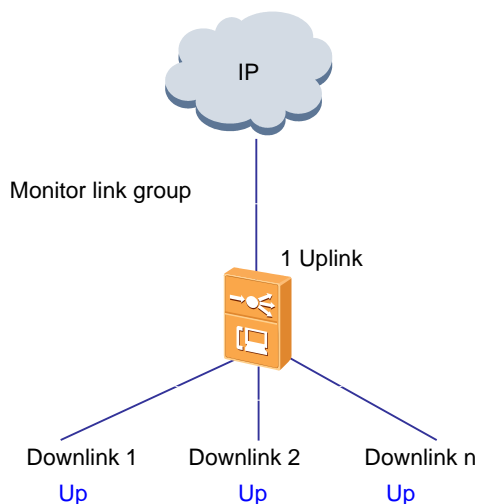 IP
Monitor link group
1 Uplink
Downlink 1
Downlink 2
Downlink n
Up
Up
Up